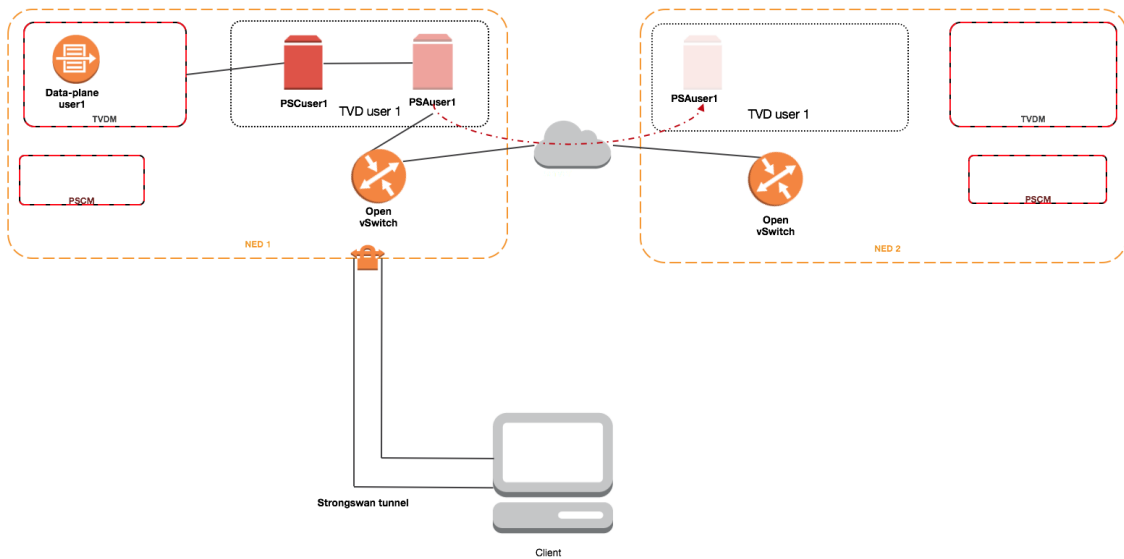 Data-plane
user1
TVDM
PSCuser1
PSAuser1
TVD user 1
PSCM
Open
vSwitch
NED 1
PSAuser1
TVD user 1
TVDM
PSCM
Open
vSwitch
NED 2
Strongswan tunnel
Client